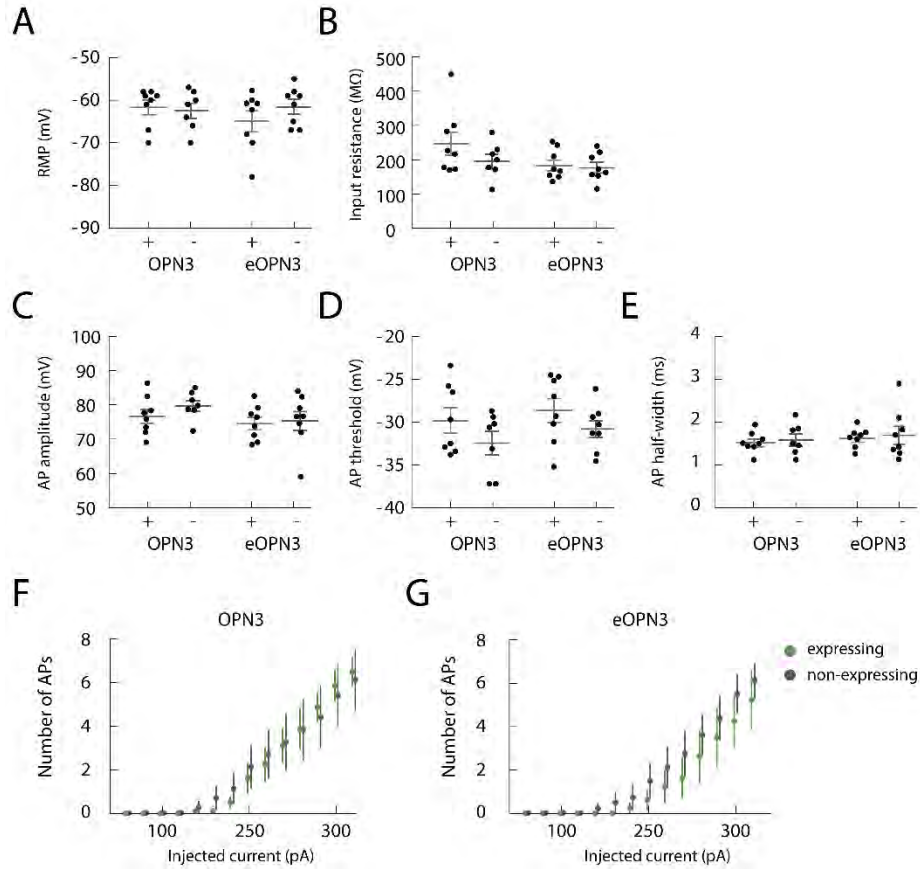 A
RMP (mV)
-50
-60
-70
-80
-90
+ - + -
OPN3 eOPN3
B
Input resistance (MΩ)
500
400
300
200
100
0
+ - + -
OPN3 eOPN3
C
AP amplitude (mV)
100
90
80
70
60
50
+ - + -
OPN3 eOPN3
D
AP threshold (mV)
-20
-25
-30
-35
-40
+ - + -
OPN3 eOPN3
E
AP half-width (ms)
4
3
2
1
0
+ - + -
OPN3 eOPN3
F
OPN3
Number of APs
8
6
4
2
0
100 250 300
Injected current (pA)
G
eOPN3
Number of APs
8
6
4
2
0
100 250 300
Injected current (pA)
expressing
non-expressing